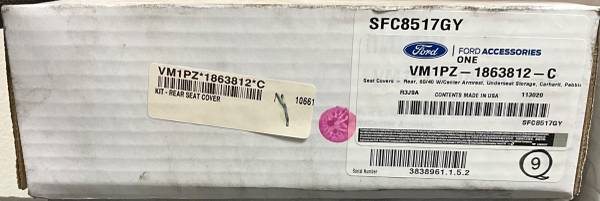 SFC8517GY
Ford
FORD ACCESSORIES
ONE
VM1PZ-1863812-C
Seat Covers - Rear, 60/40 W/Center Armrest, Underseat Storage, Carhartt, Pebbl
R3J9A CONTENTS MADE IN USA 113020
SFC8517GY
Serial Number 3838961.1.5.2
9
VM1PZ*1863812*C
KIT - REAR SEAT COVER
10661